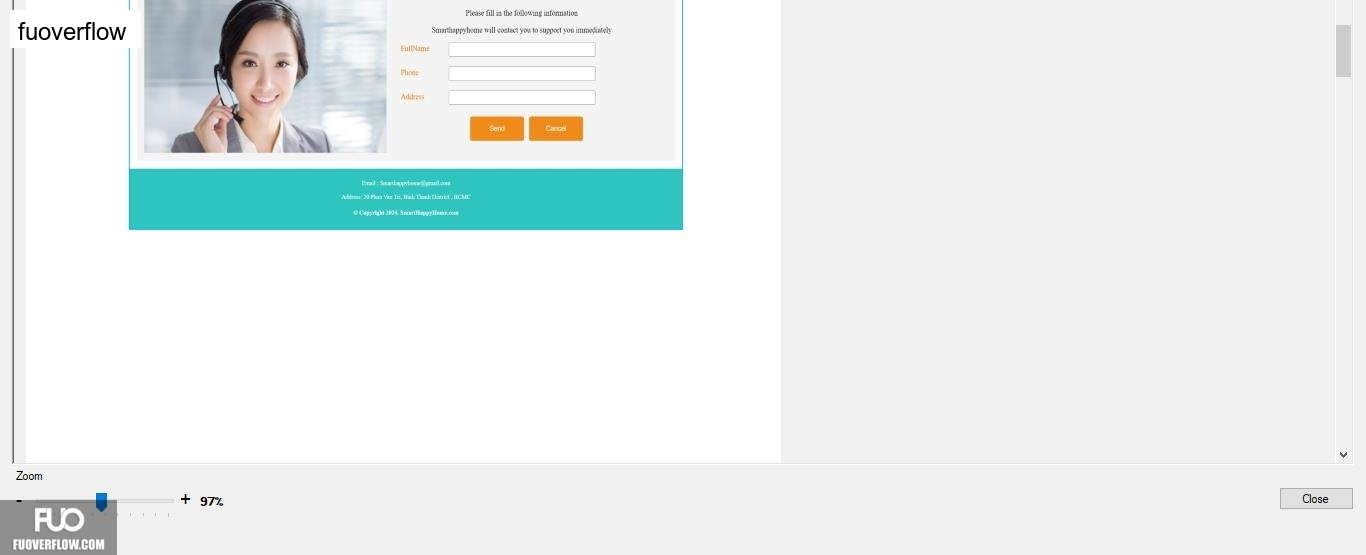 Please fill in the following information
fuoverflow
Smarthappyhome will contact you to support you immediately
FullName
Phone
Address
Send Cancel
Email : Smarthappyhome@gmail.com
Address: 20 Phan Van Tri, Binh Thanh District , HCMC
© Copyright 2024. SmartHappyHome.com
Zoom
- + 97%
Close
FUO
FUOVERFLOW.COM